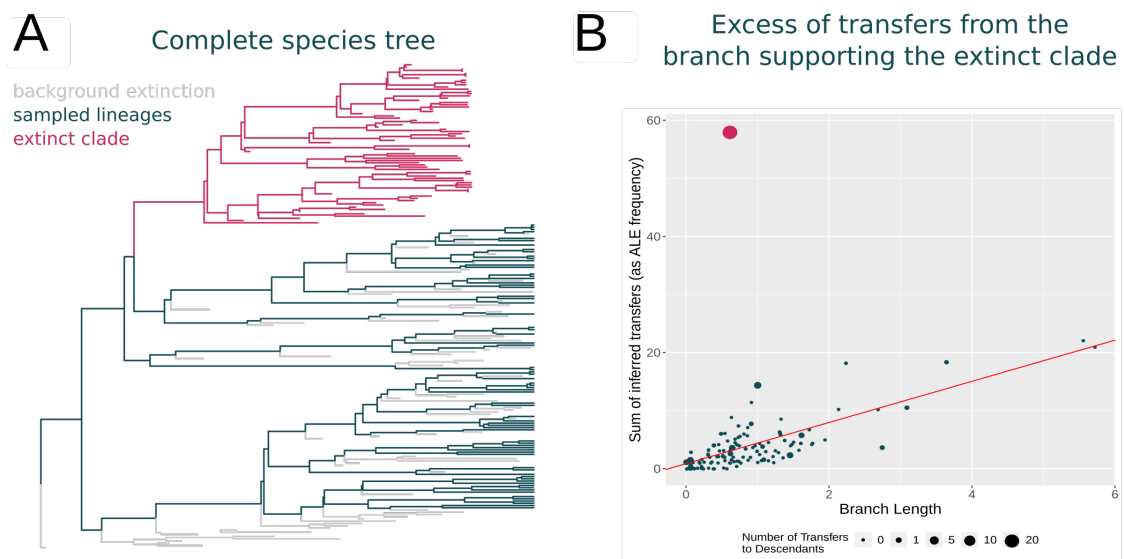 A
Complete species tree
background extinction
sampled lineages
extinct clade
B
Excess of transfers from the
branch supporting the extinct clade
Sum of inferred transfers (as ALE frequency)
60
40
20
0
0 2 4 6
Branch Length
Number of Transfers
to Descendants
0 1 5 10 20